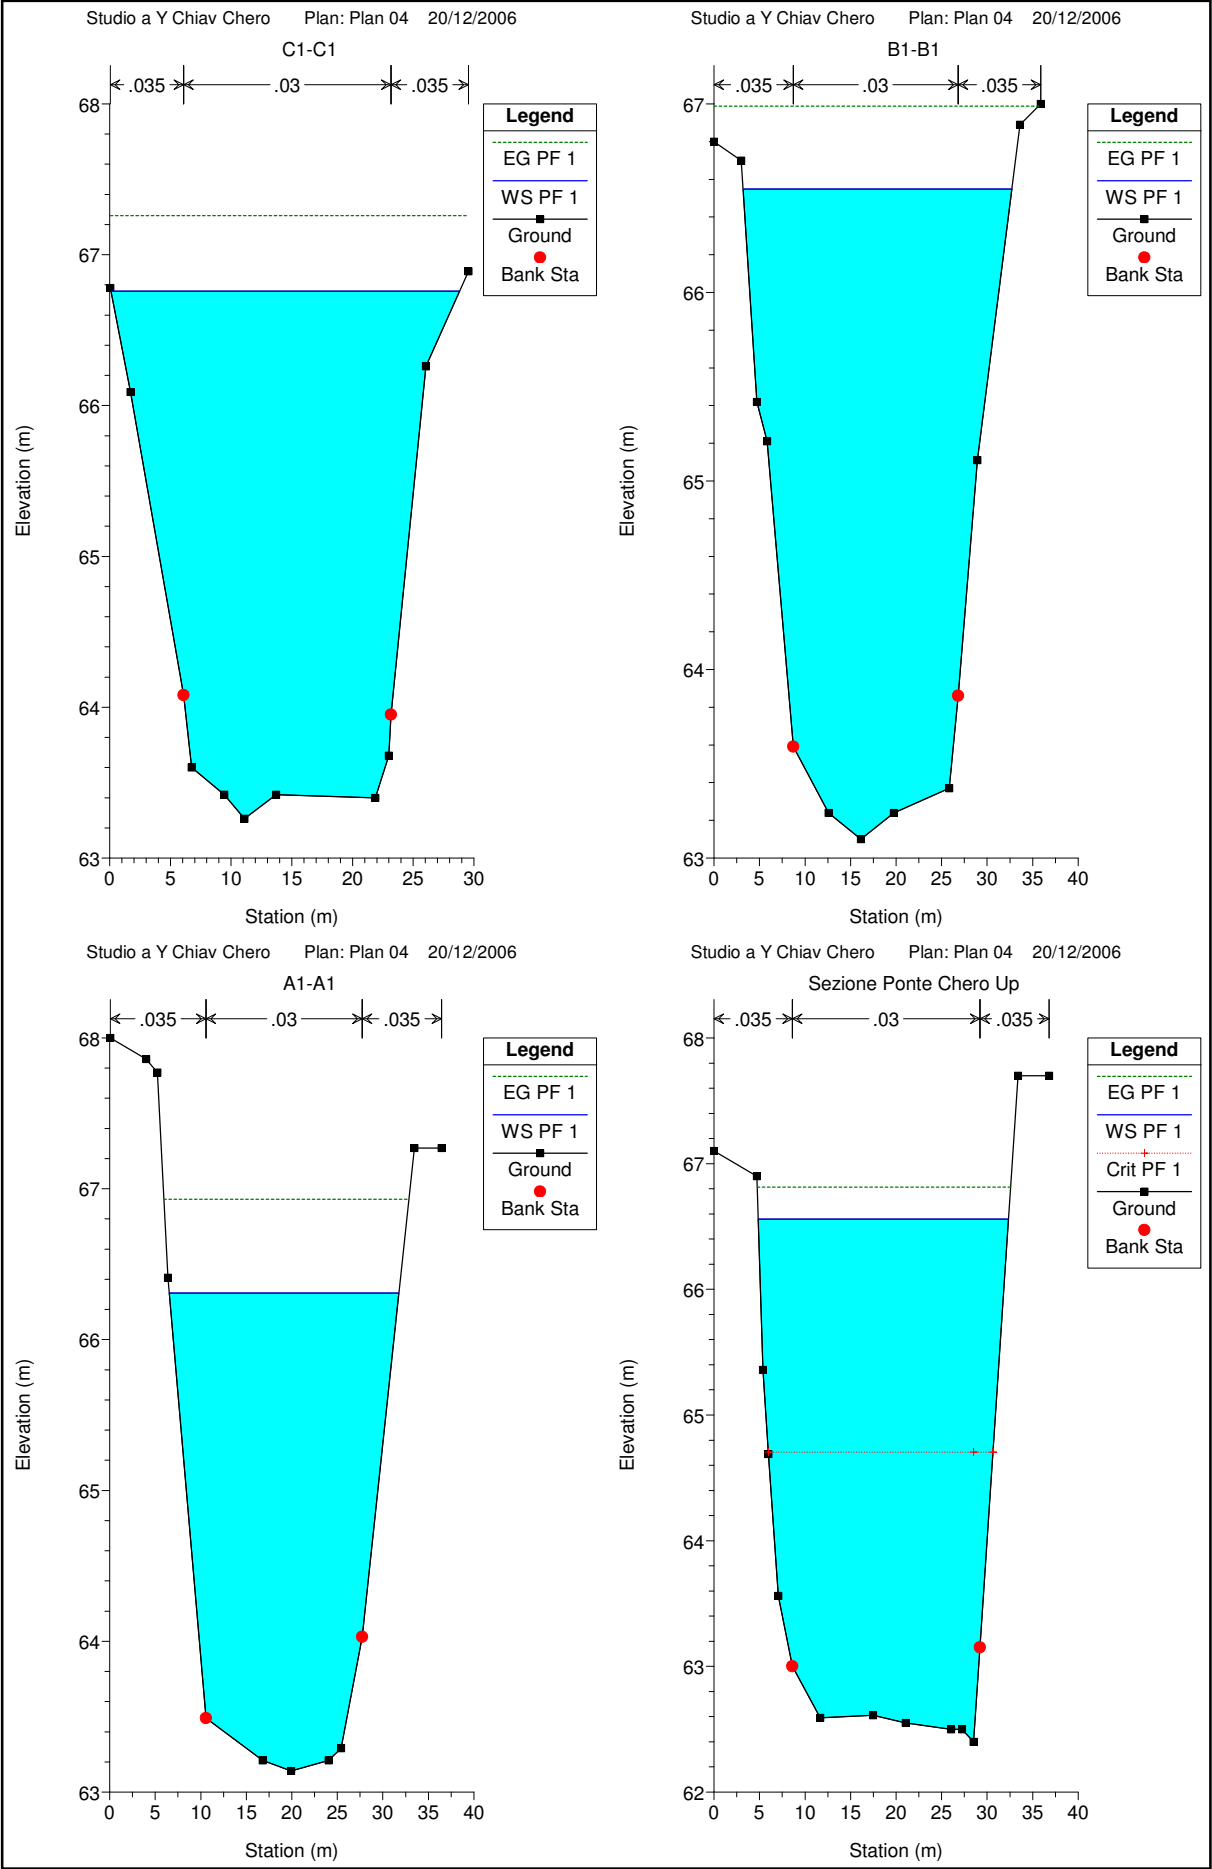 Studio a Y Chiav Chero Plan: Plan 04 20/12/2006
C1-C1
.035 .03 .035
68
67
66
65
64
63
0 5 10 15 20 25 30
Station (m)
Elevation (m)
Legend
EG PF 1
WS PF 1
Ground
Bank Sta
Studio a Y Chiav Chero Plan: Plan 04 20/12/2006
B1-B1
.035 .03 .035
67
66
65
64
63
0 5 10 15 20 25 30 35 40
Station (m)
Elevation (m)
Legend
EG PF 1
WS PF 1
Ground
Bank Sta
Studio a Y Chiav Chero Plan: Plan 04 20/12/2006
A1-A1
.035 .03 .035
68
67
66
65
64
63
0 5 10 15 20 25 30 35 40
Station (m)
Elevation (m)
Legend
EG PF 1
WS PF 1
Ground
Bank Sta
Studio a Y Chiav Chero Plan: Plan 04 20/12/2006
Sezione Ponte Chero Up
.035 .03 .035
68
67
66
65
64
63
62
0 5 10 15 20 25 30 35 40
Station (m)
Elevation (m)
Legend
EG PF 1
WS PF 1
Crit PF 1
Ground
Bank Sta